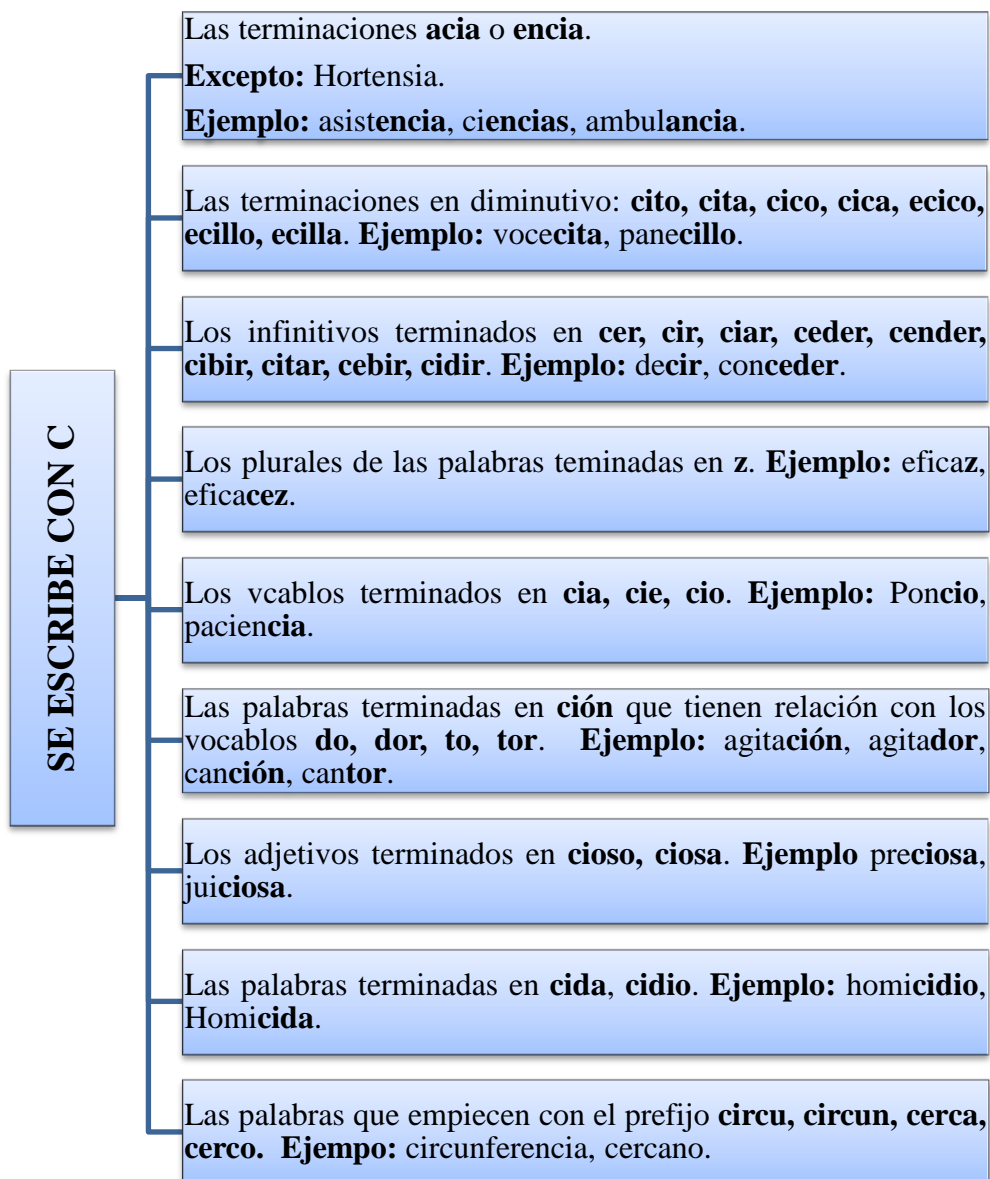 SE ESCRIBE CON C
Las terminaciones acia o encia.
Excepto: Hortensia.
Ejemplo: asistencia, ciencias, ambulancia.
Las terminaciones en diminutivo: cito, cita, cico, cica, ecico,
ecillo, ecilla. Ejemplo: vocecita, panecillo.
Los infinitivos terminados en cer, cir, ciar, ceder, cender,
cibir, citar, cebir, cidir. Ejemplo: decir, conceder.
Los plurales de las palabras teminadas en z. Ejemplo: eficaz,
eficacez.
Los vcablos terminados en cia, cie, cio. Ejemplo: Poncio,
paciencia.
Las palabras terminadas en ción que tienen relación con los
vocablos do, dor, to, tor. Ejemplo: agitación, agitador,
canción, cantor.
Los adjetivos terminados en cioso, ciosa. Ejemplo preciosa,
juiciosa.
Las palabras terminadas en cida, cidio. Ejemplo: homicidio,
Homicida.
Las palabras que empiecen con el prefijo circu, circun, cerca,
cerco. Ejempo: circunferencia, cercano.